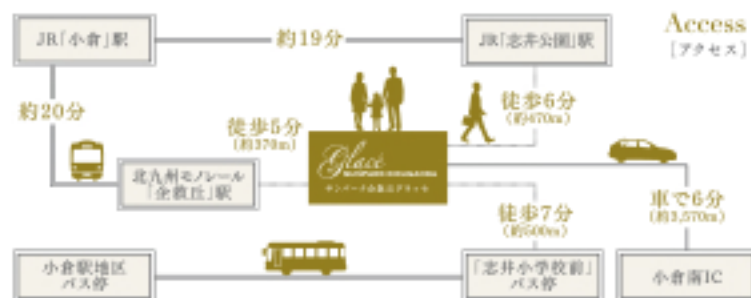 Access
[アクセス]
JR「小倉」駅
約19分
JR「志井公園」駅
約20分
徒歩5分
(約370m)
徒歩6分
(約470m)
Glacé
北九州モノレール
「企救丘」駅
車で6分
(約3,570m)
徒歩7分
(約500m)
小倉駅地区
バス停
「志井小学校前」
バス停
小倉南IC